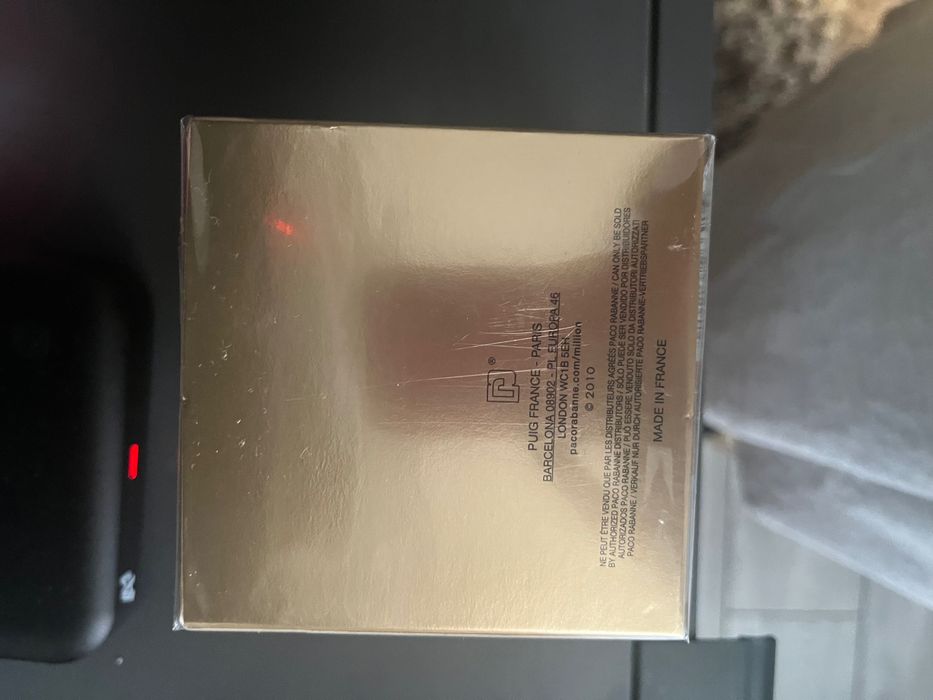 ®
PUIG FRANCE - PARIS
BARCELONA 08902 - PL EUROPA 46
LONDON WC1B 5EH
pacorabanne.com/million
© 2010
NE PEUT ÊTRE VENDU QUE PAR LES DISTRIBUTEURS AGRÉÉS PACO RABANNE / CAN ONLY BE SOLD
BY AUTHORIZED PACO RABANNE DISTRIBUTORS / SÓLO PUEDE SER VENDIDO POR DISTRIBUIDORES
AUTORIZADOS PACO RABANNE / PUÒ ESSERE VENDUTO SOLO DA DISTRIBUTORI AUTORIZZATI
PACO RABANNE / VERKAUF NUR DURCH AUTORISIERTE PACO RABANNE-VERTRIEBSPARTNER
MADE IN FRANCE